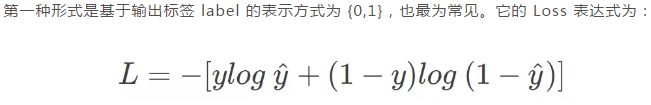 第一种形式是基于输出标签 label 的表示方式为 {0,1}，也最为常见。它的 Loss 表达式为：
L = −[ylog ŷ + (1 − y)log (1 − ŷ)]